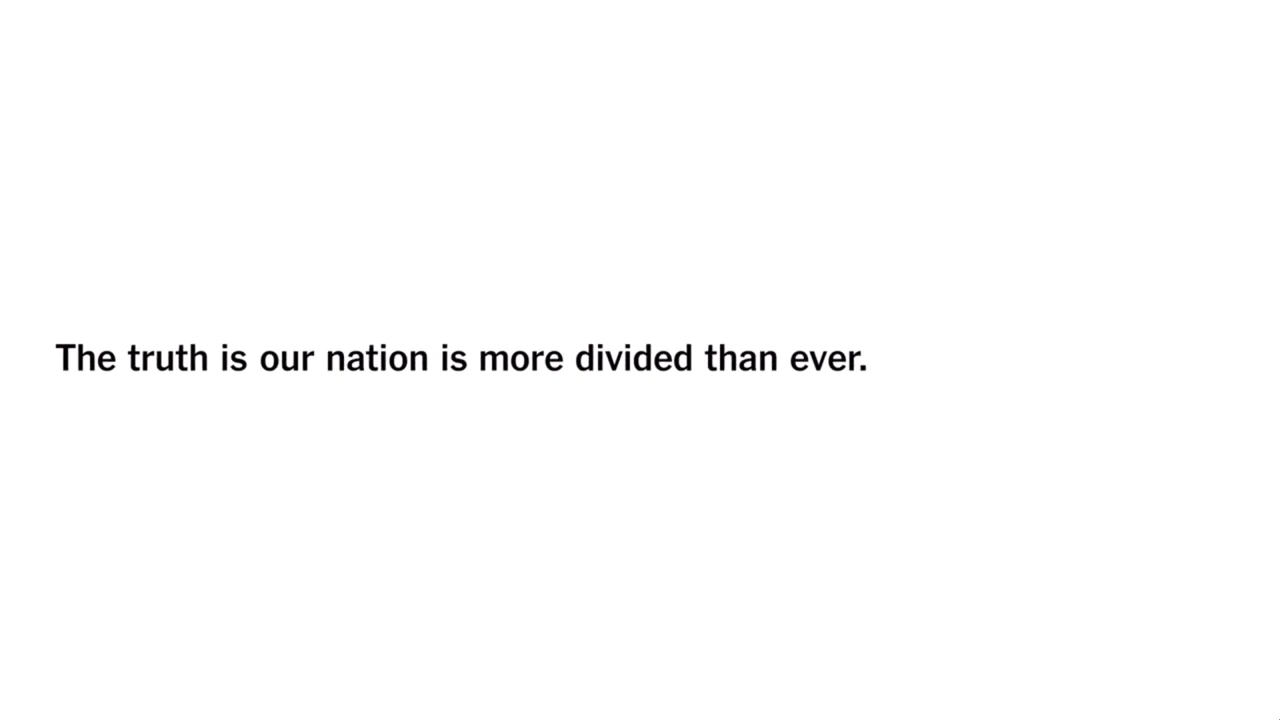 The truth is our nation is more divided than ever.